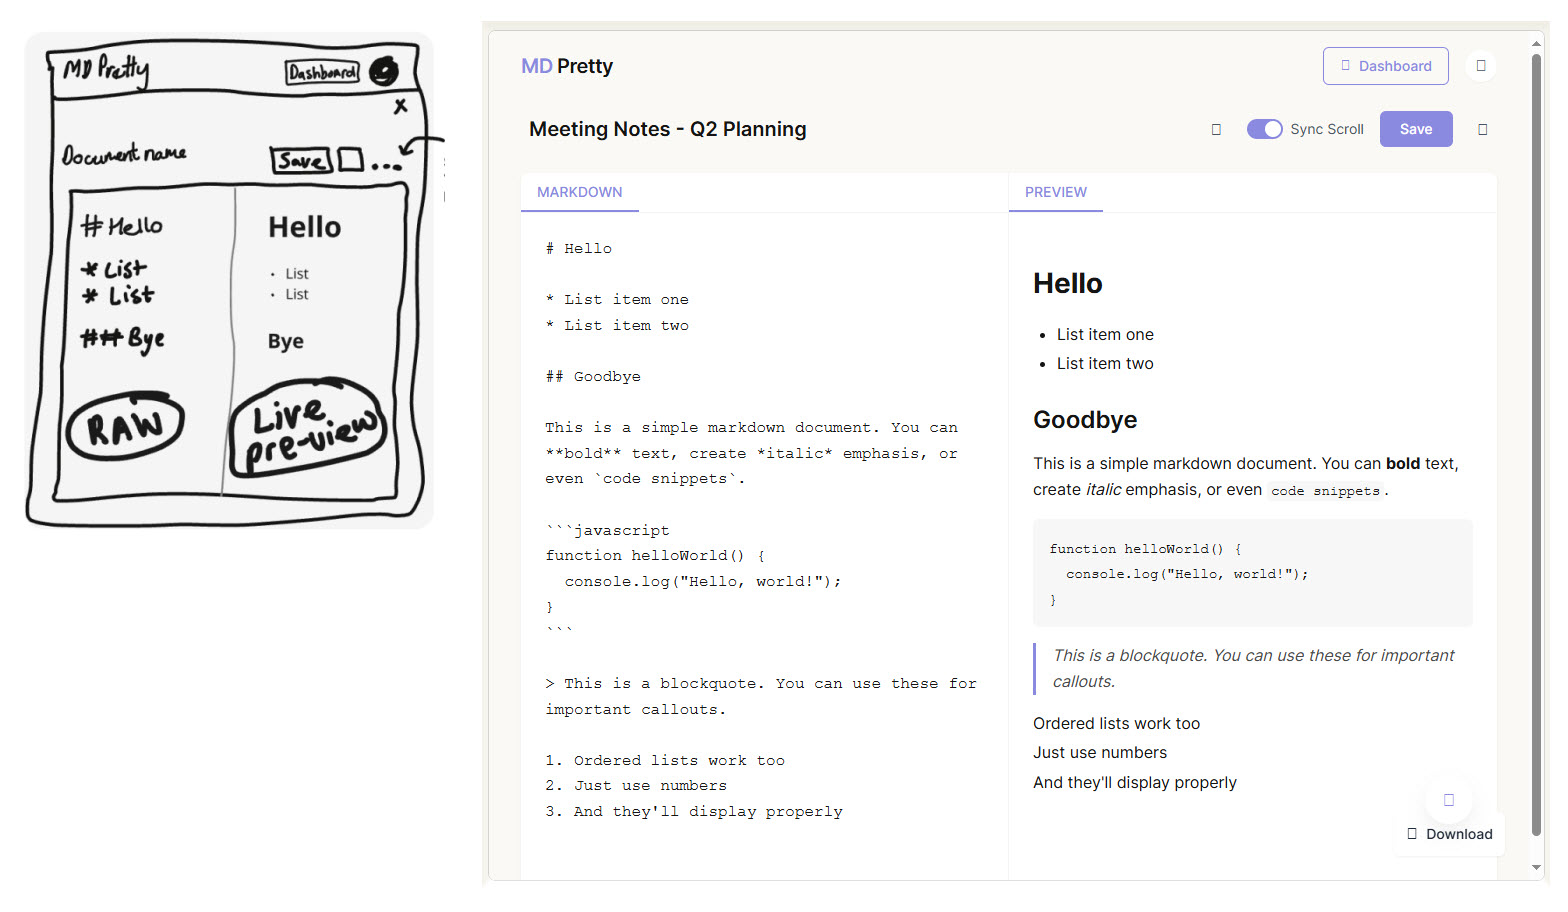 MD Pretty
Dashboard
x
Document name
Save
...
# Hello
* List
* List
## Bye
RAW
Hello
• List
• List
Bye
Live
pre-view
MD Pretty
Dashboard
Meeting Notes - Q2 Planning
Sync Scroll
Save
MARKDOWN
# Hello
* List item one
* List item two
## Goodbye
This is a simple markdown document. You can
**bold** text, create *italic* emphasis, or
even `code snippets`.
```javascript
function helloWorld() {
  console.log("Hello, world!");
}
```
> This is a blockquote. You can use these for
important callouts.
1. Ordered lists work too
2. Just use numbers
3. And they'll display properly
PREVIEW
Hello
• List item one
• List item two
Goodbye
This is a simple markdown document. You can bold text,
create italic emphasis, or even code snippets.
function helloWorld() {
  console.log("Hello, world!");
}
This is a blockquote. You can use these for important
callouts.
Ordered lists work too
Just use numbers
And they'll display properly
Download